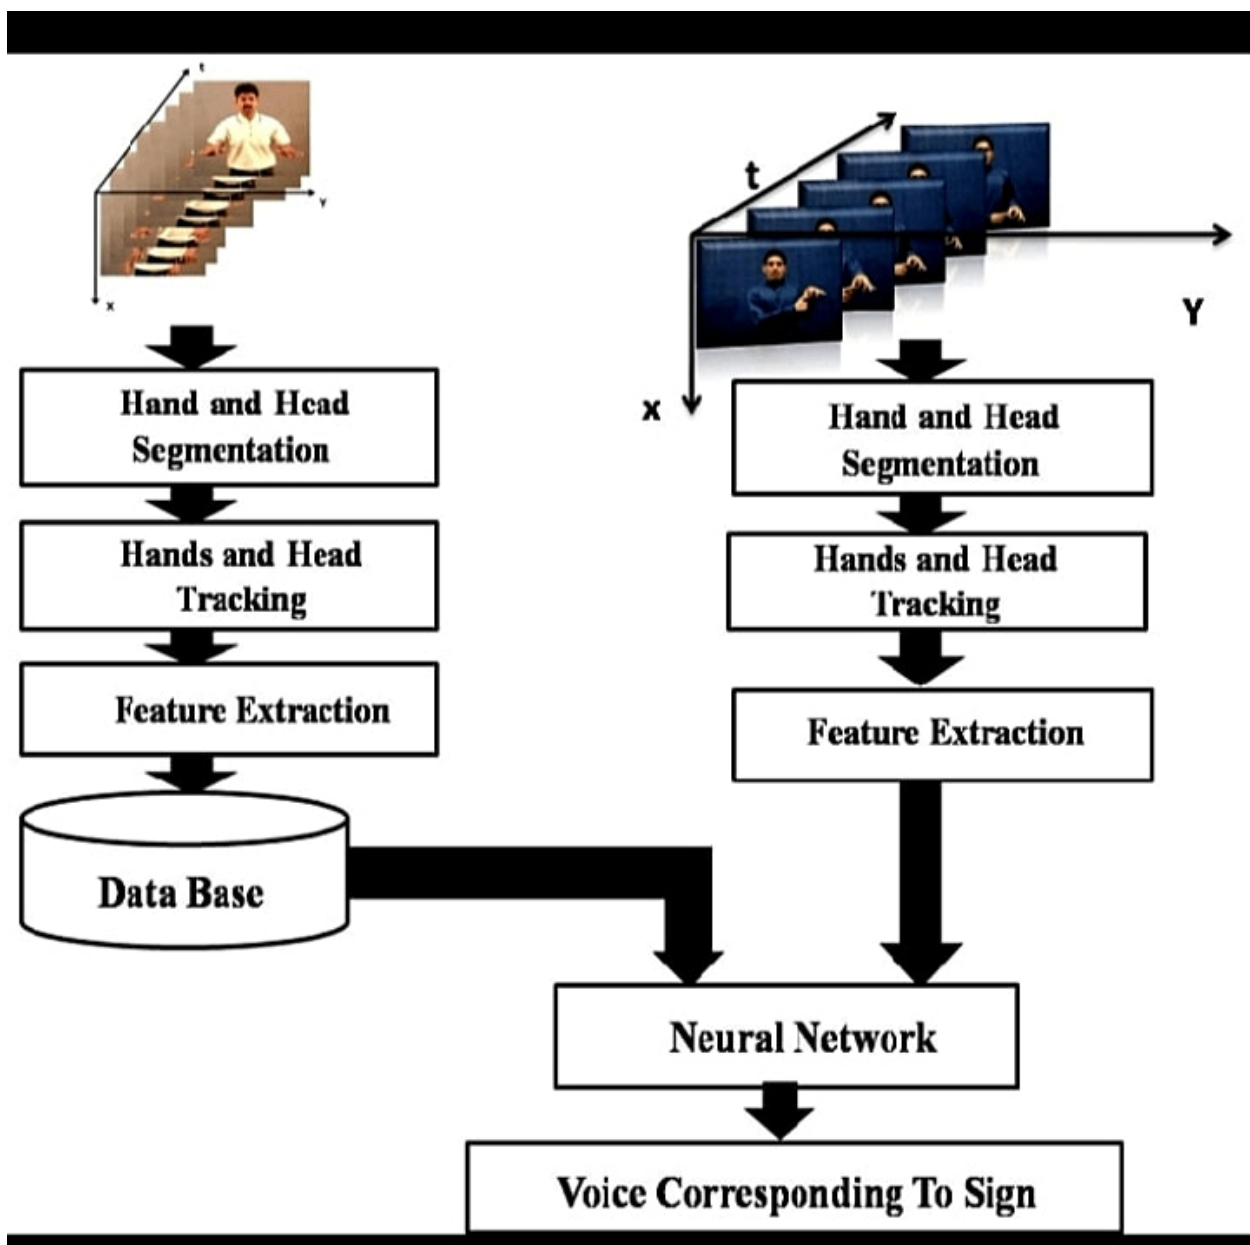 t
Y
x
t
Y
x
Hand and Head
Segmentation
Hands and Head
Tracking
Feature Extraction
Data Base
Hand and Head
Segmentation
Hands and Head
Tracking
Feature Extraction
Neural Network
Voice Corresponding To Sign